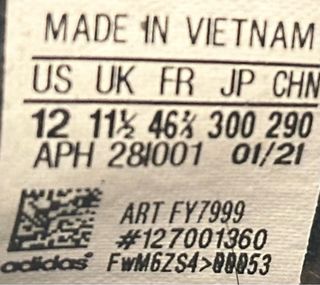 MADE IN VIETNAM
US UK FR JP CHN
12 11½ 46⅔ 300 290
APH 281001 01/21
ART FY7999
#127001360
adidas FwM6ZS4>